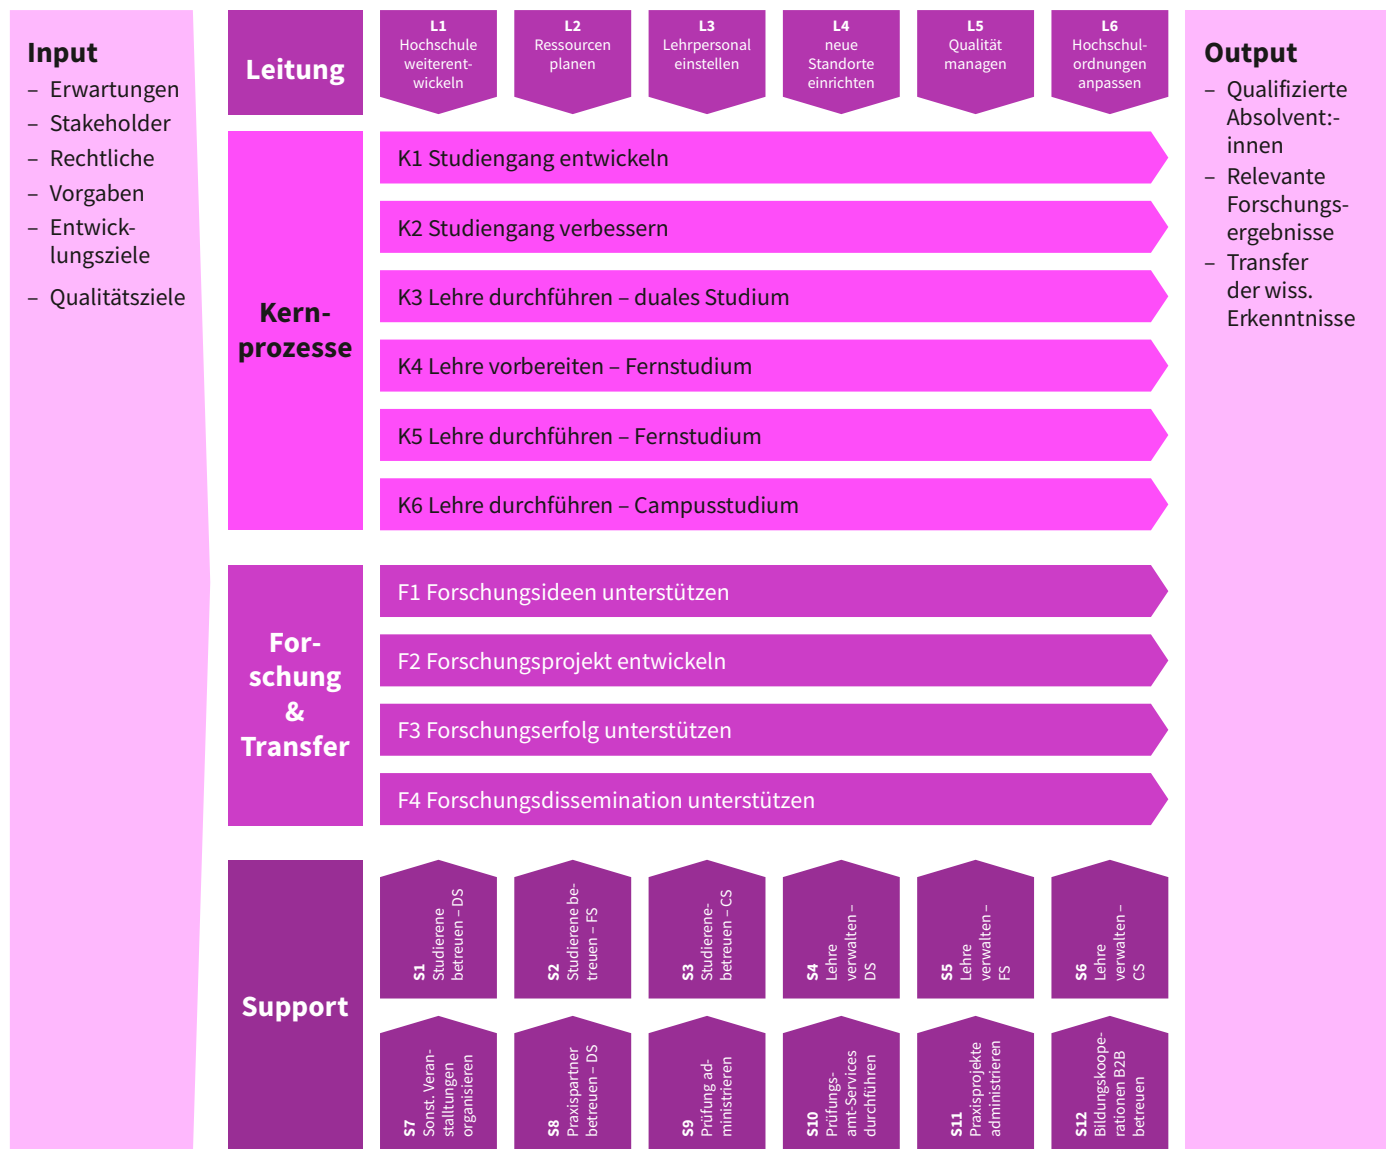 Input
– Erwartungen
– Stakeholder
– Rechtliche
– Vorgaben
– Entwick-
lungsziele
– Qualitätsziele
Leitung
L1
Hochschule
weiterent-
wickeln
L2
Ressourcen
planen
L3
Lehrpersonal
einstellen
L4
neue
Standorte
einrichten
L5
Qualität
managen
L6
Hochschul-
ordnungen
anpassen
Kern-
prozesse
K1 Studiengang entwickeln
K2 Studiengang verbessern
K3 Lehre durchführen – duales Studium
K4 Lehre vorbereiten – Fernstudium
K5 Lehre durchführen – Fernstudium
K6 Lehre durchführen – Campusstudium
For-
schung
&
Transfer
F1 Forschungsideen unterstützen
F2 Forschungsprojekt entwickeln
F3 Forschungserfolg unterstützen
F4 Forschungsdissemination unterstützen
Support
S1
Studierene
betreuen – DS
S2
Studierene be-
treuen – FS
S3
Studierene-
betreuen – CS
S4
Lehre
verwalten –
DS
S5
Lehre
verwalten –
FS
S6
Lehre
verwalten –
CS
S7
Sonst. Veran-
stalltungen
organisieren
S8
Praxispartner
betreuen – DS
S9
Prüfung ad-
ministrieren
S10
Prüfungs-
amt-Services
durchführen
S11
Praxisprojekte
administrieren
S12
Bildungskoope-
rationen B2B
betreuen
Output
– Qualifizierte
Absolvent:-
innen
– Relevante
Forschungs-
ergebnisse
– Transfer
der wiss.
Erkenntnisse